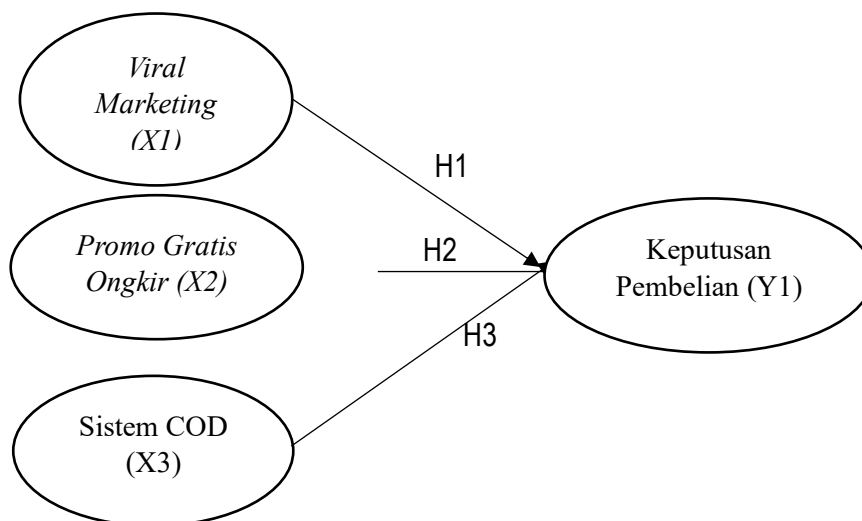 Viral
Marketing
(X1)
H1
Promo Gratis
Ongkir (X2)
H2
Keputusan
Pembelian (Y1)
H3
Sistem COD
(X3)